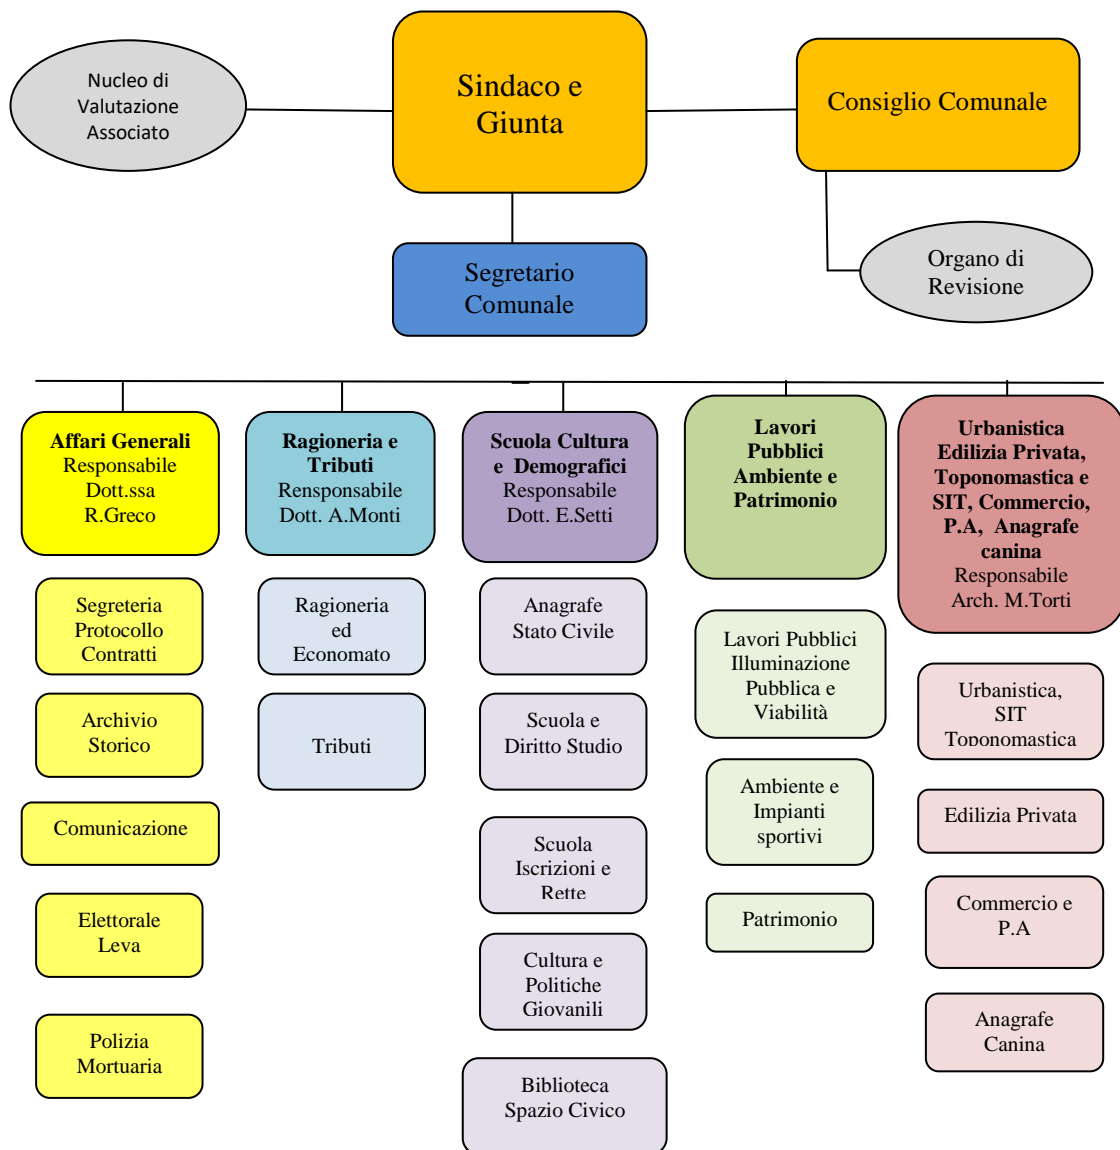 Nucleo di
Valutazione
Associato
Sindaco e
Giunta
Consiglio Comunale
Segretario
Comunale
Organo di
Revisione
Affari Generali
Responsabile
Dott.ssa
R.Greco
Ragioneria e
Tributi
Rensponsabile
Dott. A.Monti
Scuola Cultura
e Demografici
Responsabile
Dott. E.Setti
Lavori
Pubblici
Ambiente e
Patrimonio
Urbanistica
Edilizia Privata,
Toponomastica e
SIT, Commercio,
P.A, Anagrafe
canina
Responsabile
Arch. M.Torti
Segreteria
Protocollo
Contratti
Archivio
Storico
Comunicazione
Elettorale
Leva
Polizia
Mortuaria
Ragioneria
ed
Economato
Tributi
Anagrafe
Stato Civile
Scuola e
Diritto Studio
Scuola
Iscrizioni e
Rette
Cultura e
Politiche
Giovanili
Biblioteca
Spazio Civico
Lavori Pubblici
Illuminazione
Pubblica e
Viabilità
Ambiente e
Impianti
sportivi
Patrimonio
Urbanistica,
SIT
Toponomastica
Edilizia Privata
Commercio e
P.A
Anagrafe
Canina